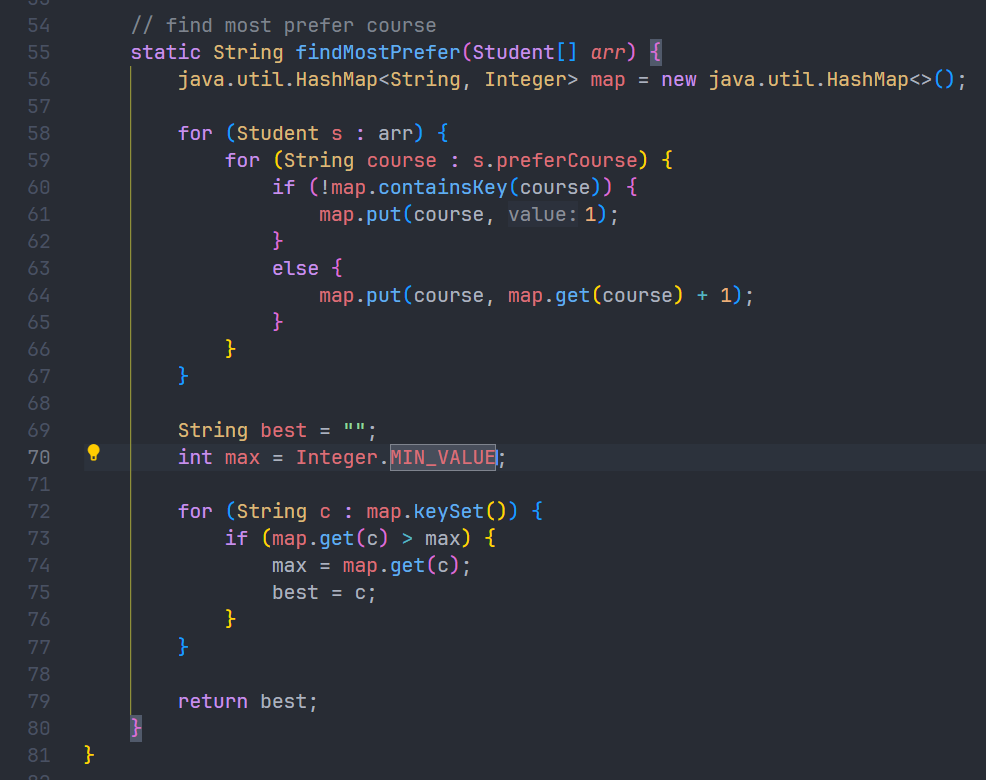 54 // find most prefer course
55 static String findMostPrefer(Student[] arr) {
56 java.util.HashMap<String, Integer> map = new java.util.HashMap<>();
57
58 for (Student s : arr) {
59 for (String course : s.preferCourse) {
60 if (!map.containsKey(course)) {
61 map.put(course, value: 1);
62 }
63 else {
64 map.put(course, map.get(course) + 1);
65 }
66 }
67 }
68
69 String best = "";
70 int max = Integer.MIN_VALUE;
71
72 for (String c : map.keySet()) {
73 if (map.get(c) > max) {
74 max = map.get(c);
75 best = c;
76 }
77 }
78
79 return best;
80 }
81 }